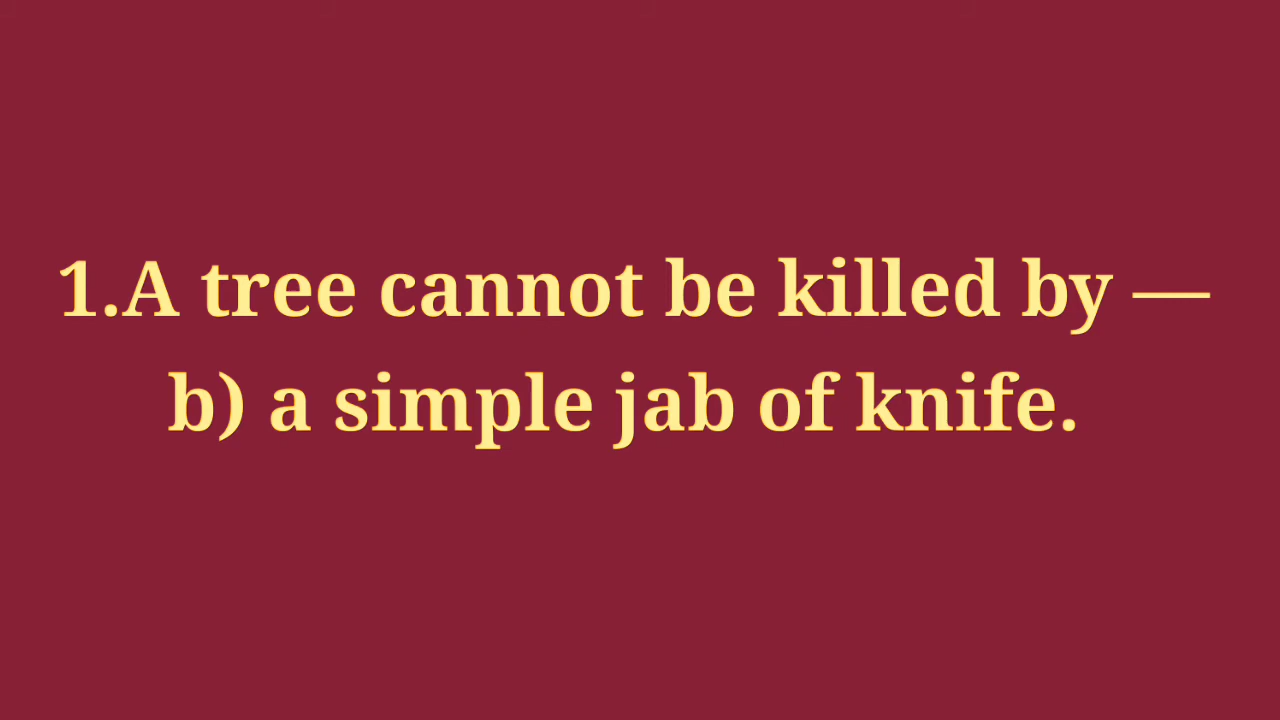 1.A tree cannot be killed by —
b) a simple jab of knife.